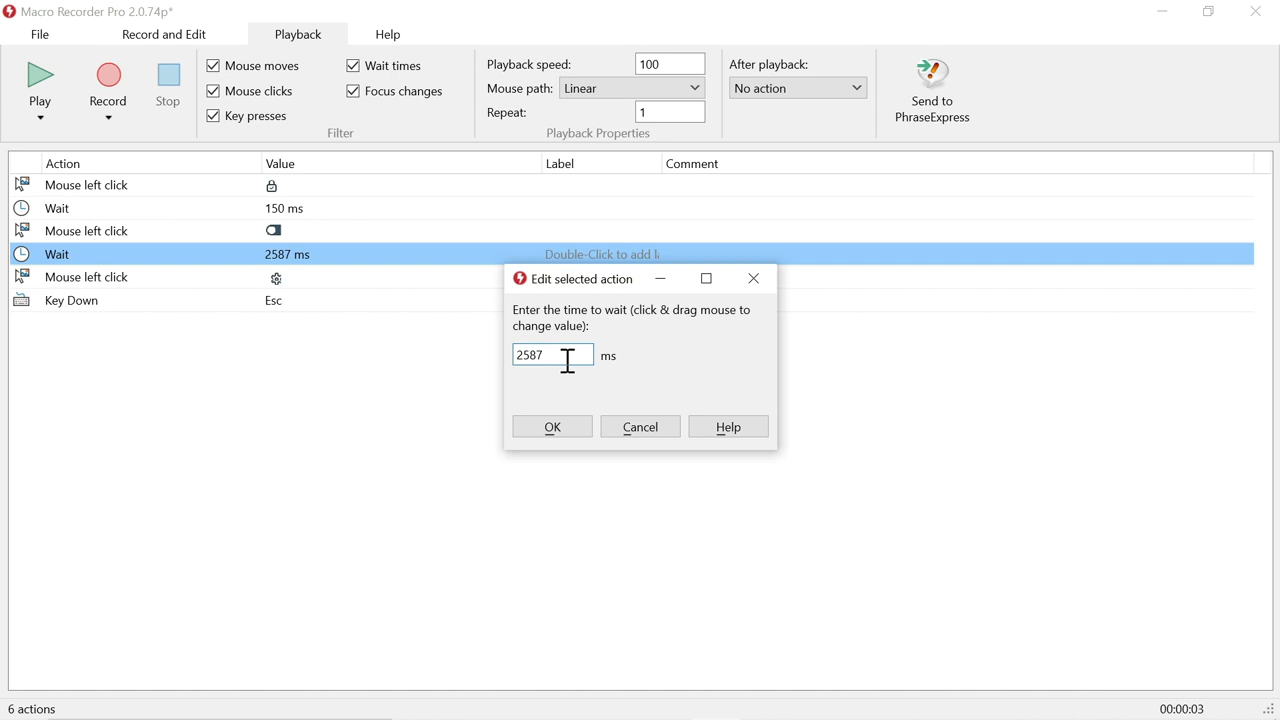 Macro Recorder Pro 2.0.74p*
File Record and Edit Playback Help
Play Record Stop
Mouse moves Wait times
Mouse clicks Focus changes
Key presses
Filter
Playback speed: 100
Mouse path: Linear
Repeat: 1
Playback Properties
After playback:
No action
Send to
PhraseExpress
Action Value Label Comment
Mouse left click
Wait 150 ms
Mouse left click
Wait 2587 ms Double-Click to add
Mouse left click
Key Down Esc
Edit selected action
Enter the time to wait (click & drag mouse to
change value):
2587 ms
OK Cancel Help
6 actions 00:00:03